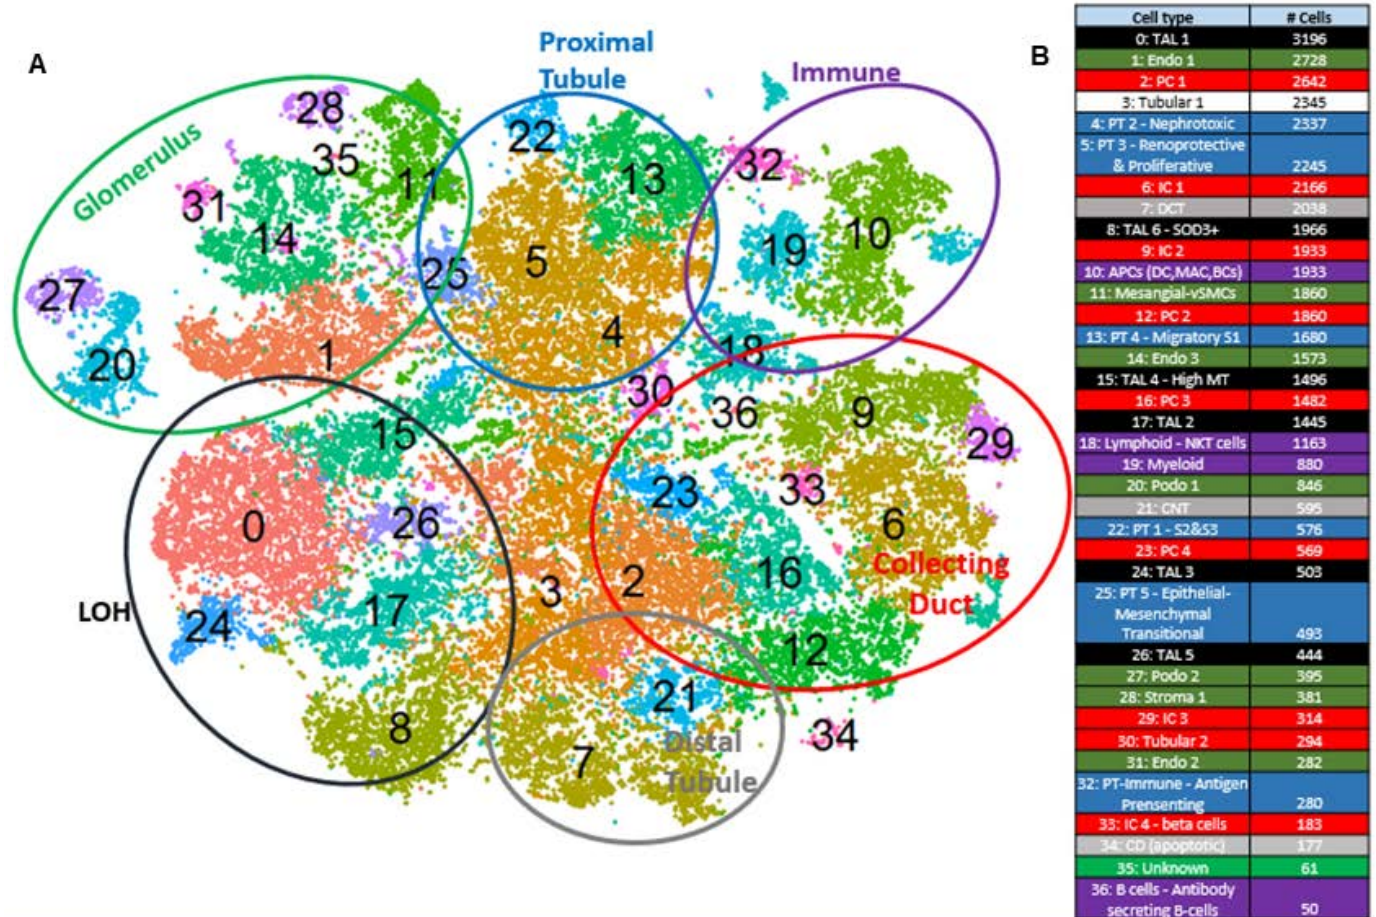 A
Proximal
Tubule
Immune
Glomerulus
28
22
35
11
13
32
31
14
5
25
19
10
27
4
20
1
18
30
36
9
29
15
0
26
23
33
6
Collecting
Duct
3
2
16
LOH
24
17
12
8
21
34
Distal
Tubule
7
B
Cell type # Cells
0: TAL 1 3196
1: Endo 1 2728
2: PC 1 2642
3: Tubular 1 2345
4: PT 2 - Nephrotoxic 2337
5: PT 3 - Renoprotective
& Proliferative 2245
6: IC 1 2166
7: DCT 2038
8: TAL 6 - SOD3+ 1966
9: IC 2 1933
10: APCs (DC,MAC,BCs) 1933
11: Mesangial-vSMCs 1860
12: PC 2 1860
13: PT 4 - Migratory S1 1680
14: Endo 3 1573
15: TAL 4 - High MT 1496
16: PC 3 1482
17: TAL 2 1445
18: Lymphoid - NKT cells 1163
19: Myeloid 880
20: Podo 1 846
21: CNT 595
22: PT 1 - S2&S3 576
23: PC 4 569
24: TAL 3 503
25: PT 5 - Epithelial-
Mesenchymal
Transitional 493
26: TAL 5 444
27: Podo 2 395
28: Stroma 1 381
29: IC 3 314
30: Tubular 2 294
31: Endo 2 282
32: PT-Immune - Antigen
Prensenting 280
33: IC 4 - beta cells 183
34: CD (apoptotic) 177
35: Unknown 61
36: B cells - Antibody
secreting B-cells 50